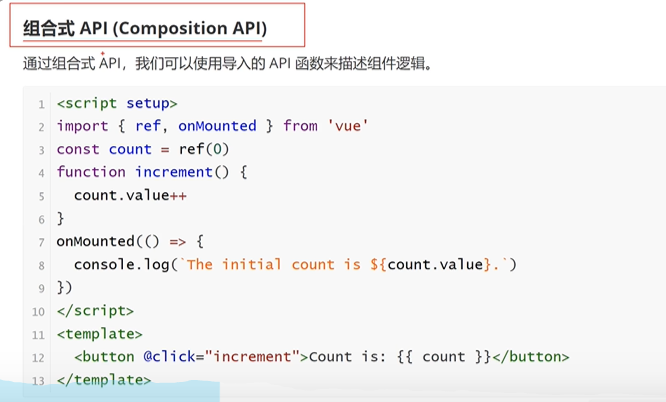 组合式 API (Composition API)
通过组合式 API，我们可以使用导入的 API 函数来描述组件逻辑。
1 <script setup>
2 import { ref, onMounted } from 'vue'
3 const count = ref(0)
4 function increment() {
5   count.value++
6 }
7 onMounted(() => {
8   console.log(`The initial count is ${count.value}.`)
9 })
10 </script>
11 <template>
12   <button @click="increment">Count is: {{ count }}</button>
13 </template>